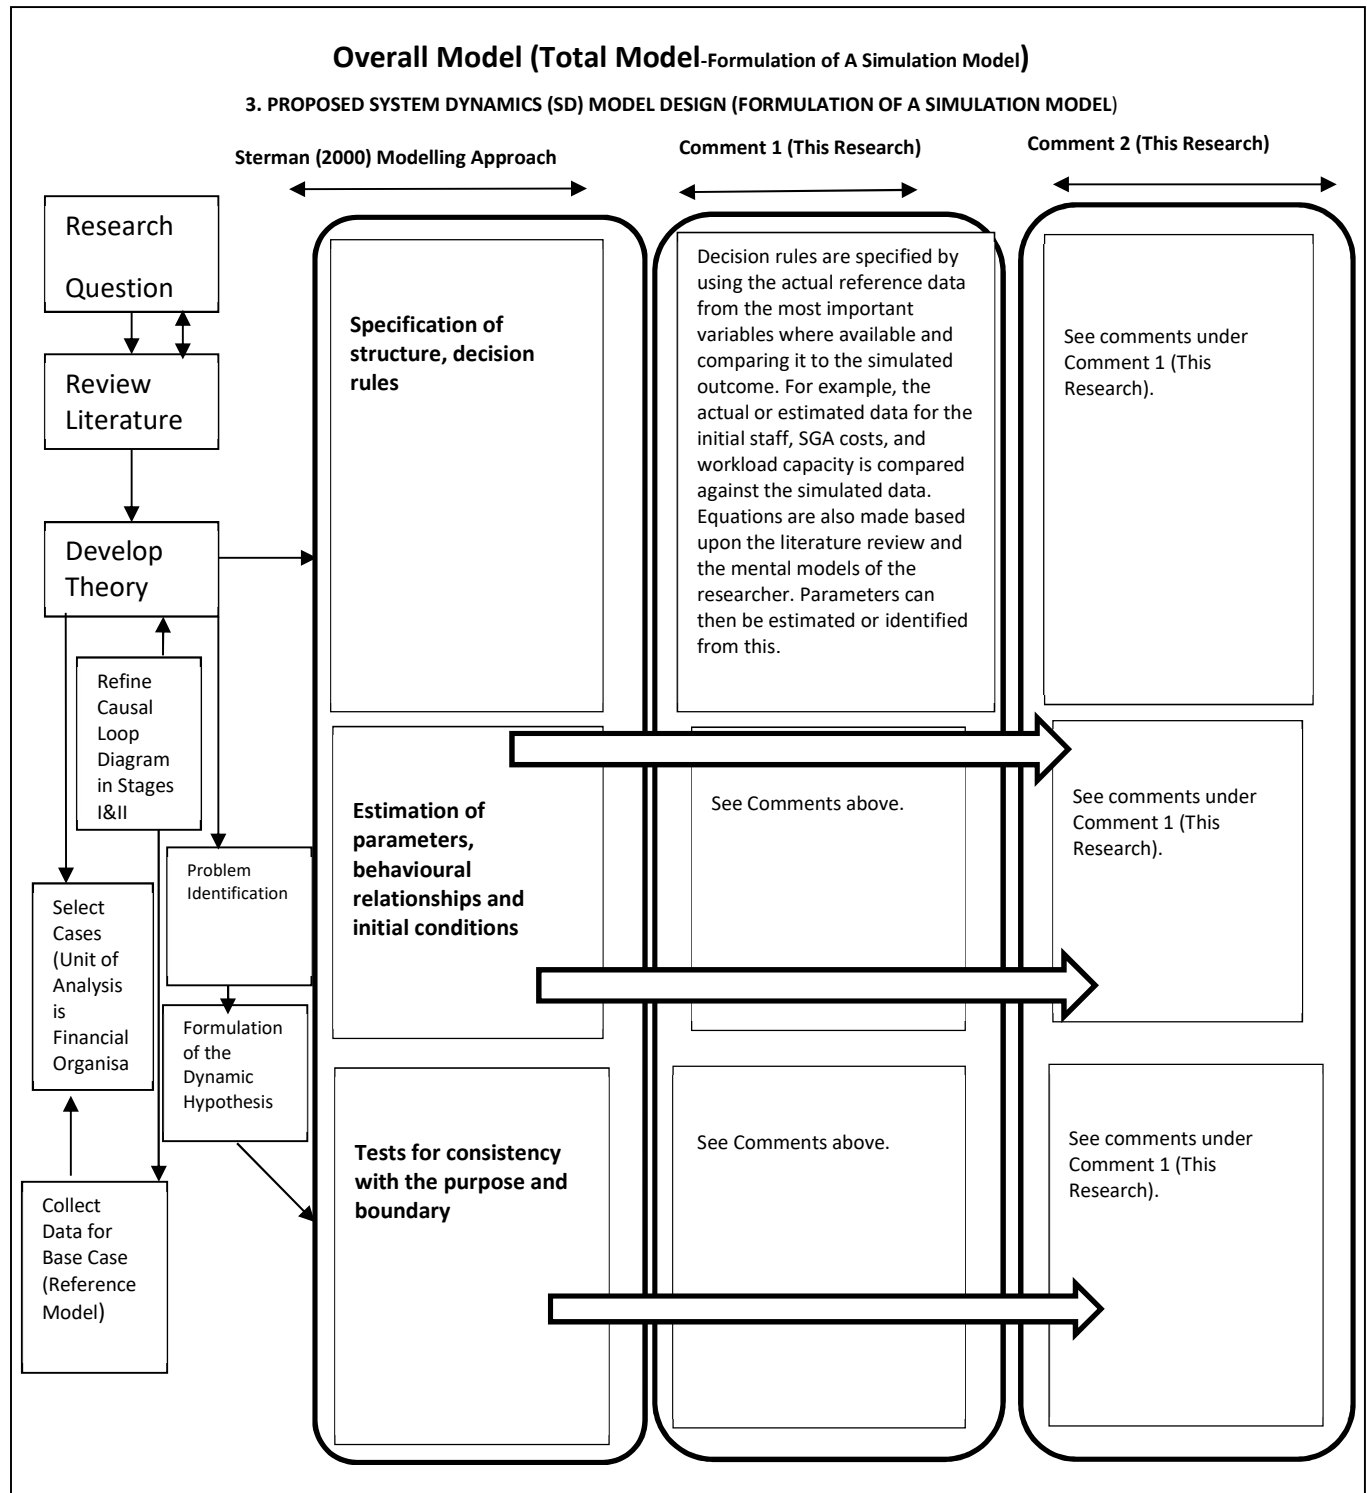 Overall Model (Total Model-Formulation of A Simulation Model)
3. PROPOSED SYSTEM DYNAMICS (SD) MODEL DESIGN (FORMULATION OF A SIMULATION MODEL)
Sterman (2000) Modelling Approach
Comment 1 (This Research)
Comment 2 (This Research)
Research
Question
Review
Literature
Develop
Theory
Refine
Causal
Loop
Diagram
in Stages
I&II
Problem
Identification
Select
Cases
(Unit of
Analysis
is
Financial
Organisa
Formulation
of the
Dynamic
Hypothesis
Collect
Data for
Base Case
(Reference
Model)
Specification of
structure, decision
rules
Estimation of
parameters,
behavioural
relationships and
initial conditions
Tests for consistency
with the purpose and
boundary
Decision rules are specified by
using the actual reference data
from the most important
variables where available and
comparing it to the simulated
outcome. For example, the
actual or estimated data for the
initial staff, SGA costs, and
workload capacity is compared
against the simulated data.
Equations are also made based
upon the literature review and
the mental models of the
researcher. Parameters can
then be estimated or identified
from this.
See Comments above.
See Comments above.
See comments under
Comment 1 (This
Research).
See comments under
Comment 1 (This
Research).
See comments under
Comment 1 (This
Research).